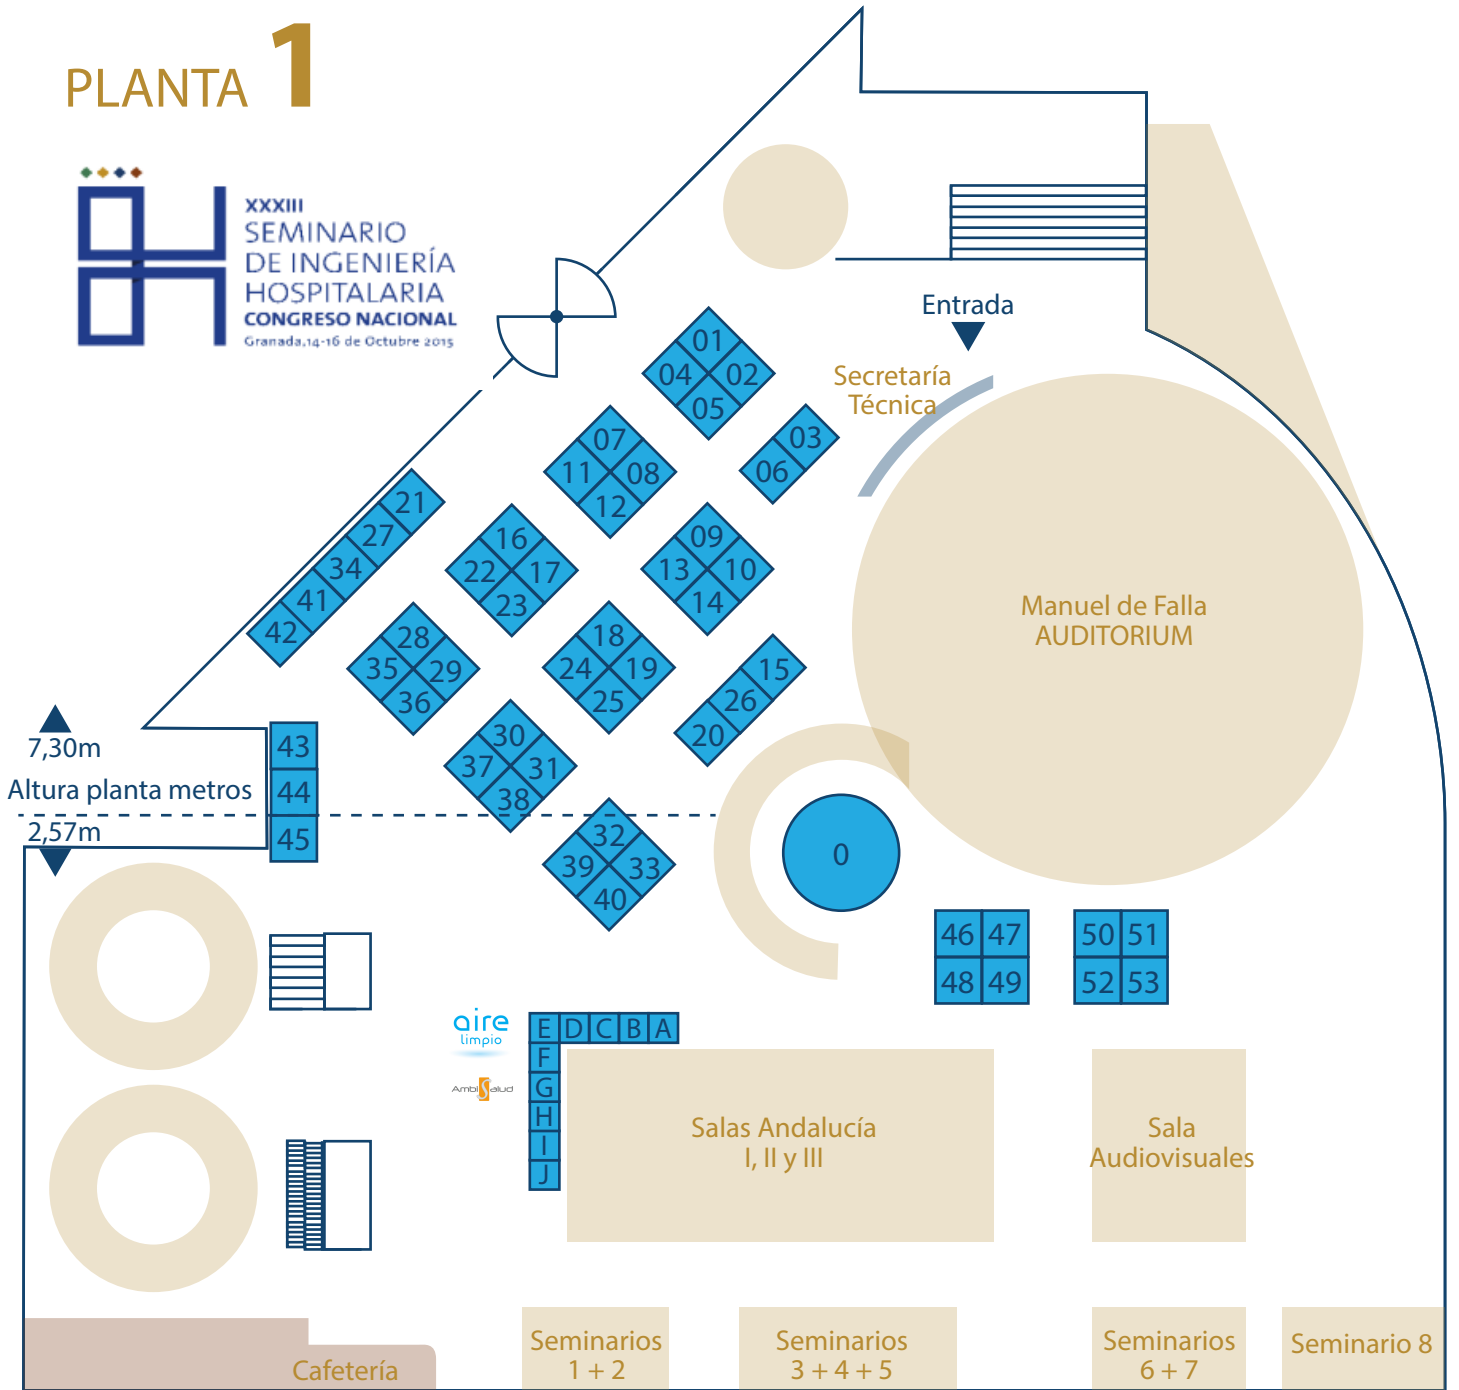 PLANTA 1
XXXIII
SEMINARIO
DE INGENIERÍA
HOSPITALARIA
CONGRESO NACIONAL
Granada, 14-16 de Octubre 2015
Entrada
Secretaría
Técnica
01
04 02
05
03
06
07
11 08
12
21
27
34
41
42
16
22 17
23
09
13 10
14
28
35 29
36
18
24 19
25
15
26
20
30
37 31
38
32
39 33
40
Manuel de Falla
AUDITORIUM
7,30m
Altura planta metros
2,57m
43
44
45
0
46 47
48 49
50 51
52 53
aire
limpio
AmbiSalud
E D C B A
F
G
H
I
J
Salas Andalucía
I, II y III
Sala
Audiovisuales
Cafetería
Seminarios
1 + 2
Seminarios
3 + 4 + 5
Seminarios
6 + 7
Seminario 8